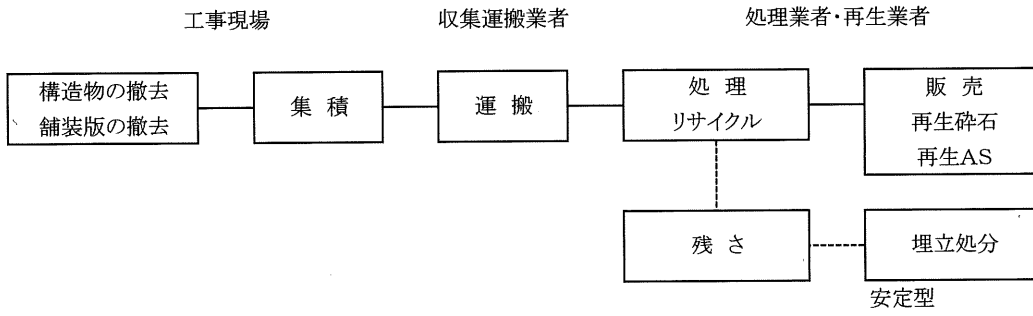 工事現場
収集運搬業者
処理業者・再生業者
構造物の撤去
舗装版の撤去
集 積
運 搬
処 理
リサイクル
販 売
再生砕石
再生AS
残 さ
埋立処分
安定型